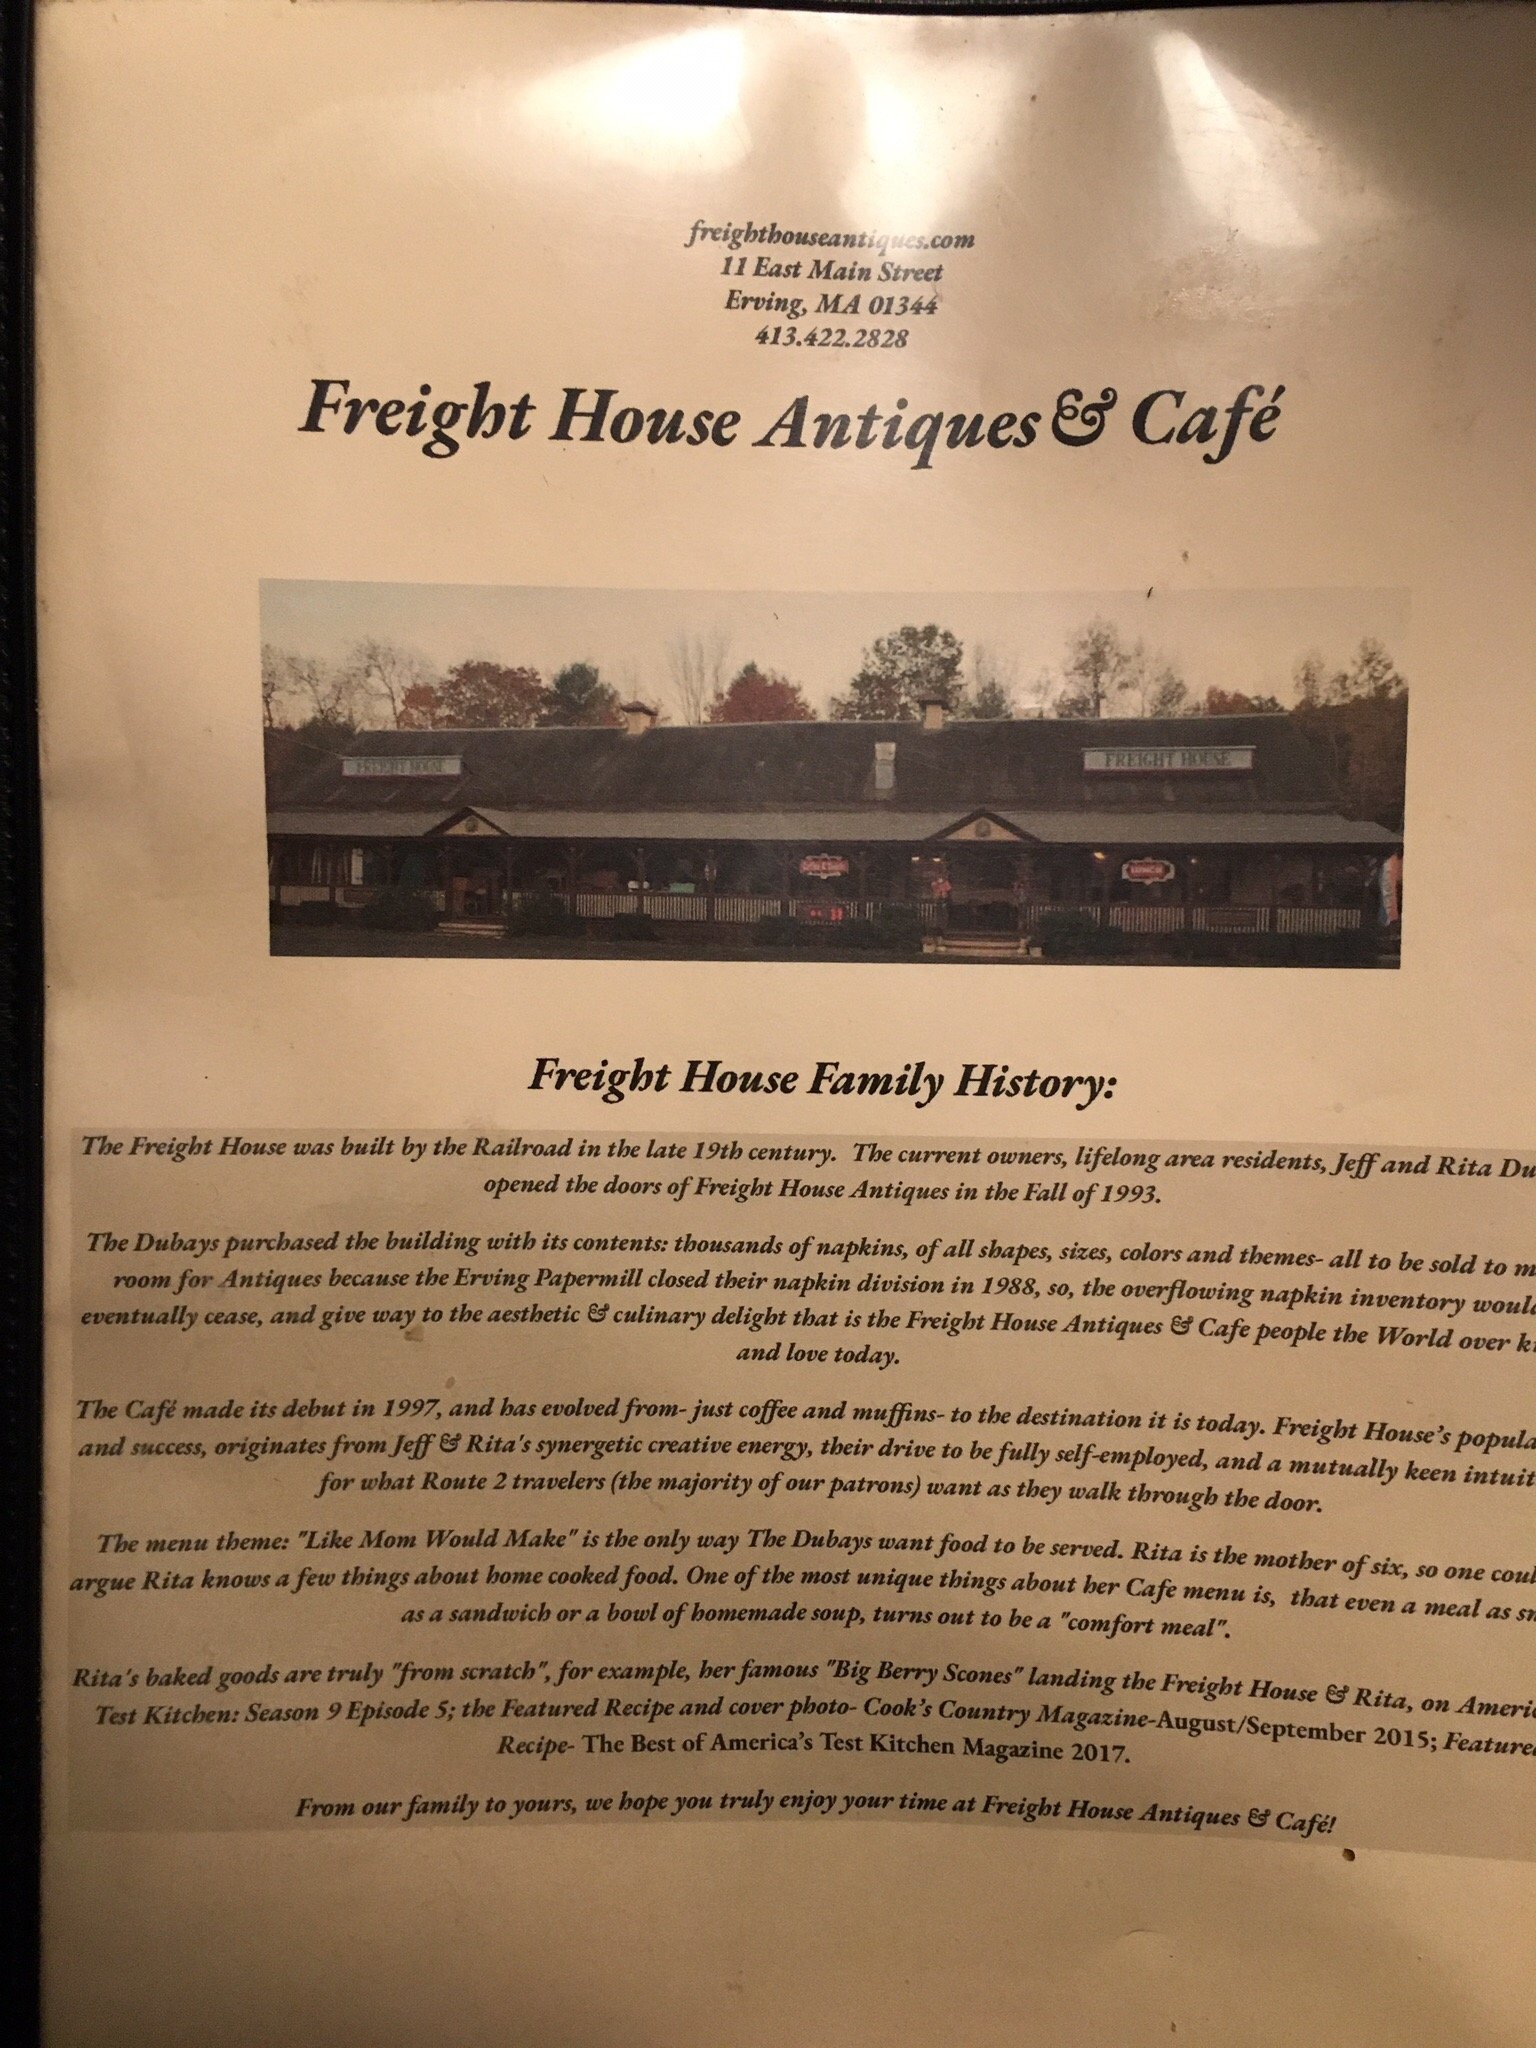 freighthouseantiques.com
11 East Main Street
Erving, MA 01344
413.422.2828
Freight House Antiques & Café
FREIGHT HOUSE
FREIGHT HOUSE
Freight House Family History:
The Freight House was built by the Railroad in the late 19th century. The current owners, lifelong area residents, Jeff and Rita Du
opened the doors of Freight House Antiques in the Fall of 1993.
The Dubays purchased the building with its contents: thousands of napkins, of all shapes, sizes, colors and themes- all to be sold to m
room for Antiques because the Erving Papermill closed their napkin division in 1988, so, the overflowing napkin inventory would
eventually cease, and give way to the aesthetic & culinary delight that is the Freight House Antiques & Cafe people the World over k
and love today.
The Café made its debut in 1997, and has evolved from- just coffee and muffins- to the destination it is today. Freight House's popula
and success, originates from Jeff & Rita's synergetic creative energy, their drive to be fully self-employed, and a mutually keen intuit
for what Route 2 travelers (the majority of our patrons) want as they walk through the door.
The menu theme: "Like Mom Would Make" is the only way The Dubays want food to be served. Rita is the mother of six, so one coul
argue Rita knows a few things about home cooked food. One of the most unique things about her Cafe menu is, that even a meal as sm
as a sandwich or a bowl of homemade soup, turns out to be a "comfort meal".
Rita's baked goods are truly "from scratch", for example, her famous "Big Berry Scones" landing the Freight House & Rita, on Americ
Test Kitchen: Season 9 Episode 5; the Featured Recipe and cover photo- Cook's Country Magazine-August/September 2015; Featured
Recipe- The Best of America's Test Kitchen Magazine 2017.
From our family to yours, we hope you truly enjoy your time at Freight House Antiques & Café!